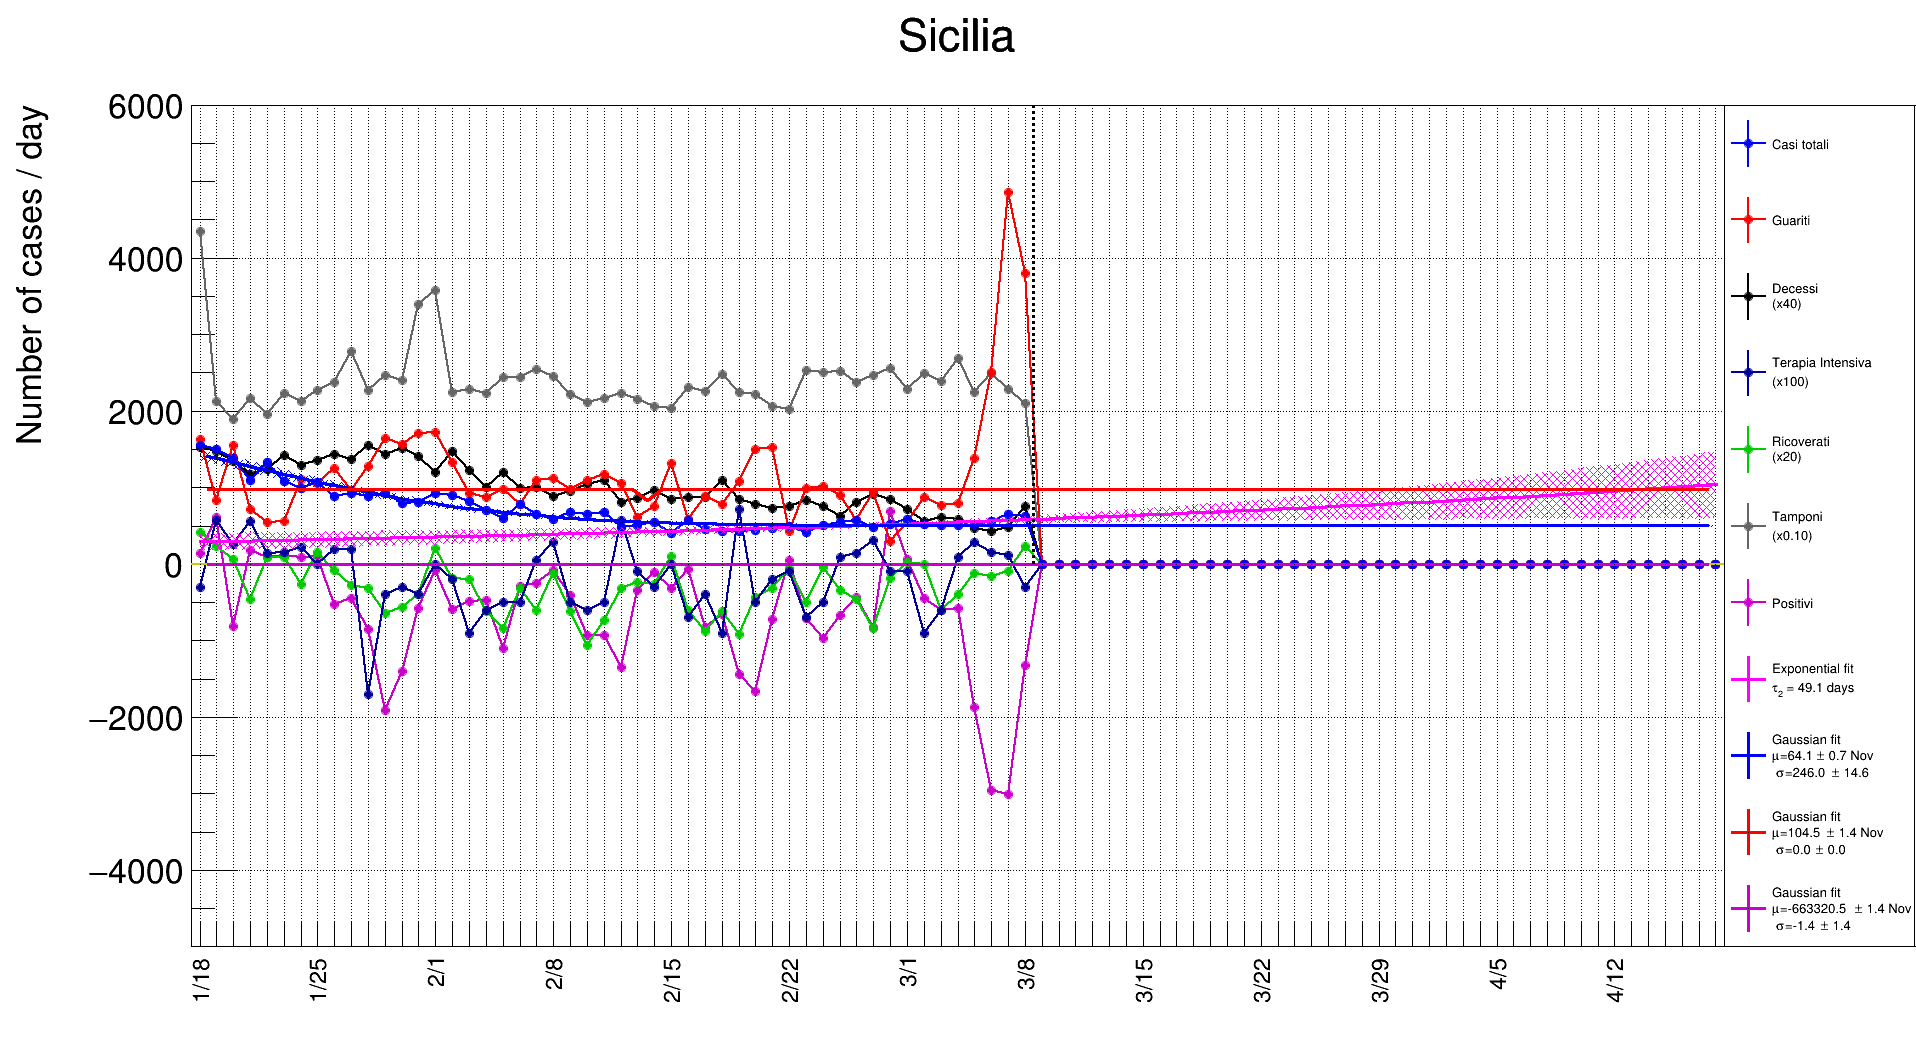 Sicilia
Number of cases / day
6000
4000
2000
0
−2000
−4000
1/18
1/25
2/1
2/8
2/15
2/22
3/1
3/8
3/15
3/22
3/29
4/5
4/12
Casi totali
Guariti
Decessi
(x40)
Terapia Intensiva
(x100)
Ricoverati
(x20)
Tamponi
(x0.10)
Positivi
Exponential fit
τ₂ = 49.1 days
Gaussian fit
μ=64.1 ± 0.7 Nov
σ=246.0 ± 14.6
Gaussian fit
μ=104.5 ± 1.4 Nov
σ=0.0 ± 0.0
Gaussian fit
μ=-663320.5 ± 1.4 Nov
σ=-1.4 ± 1.4